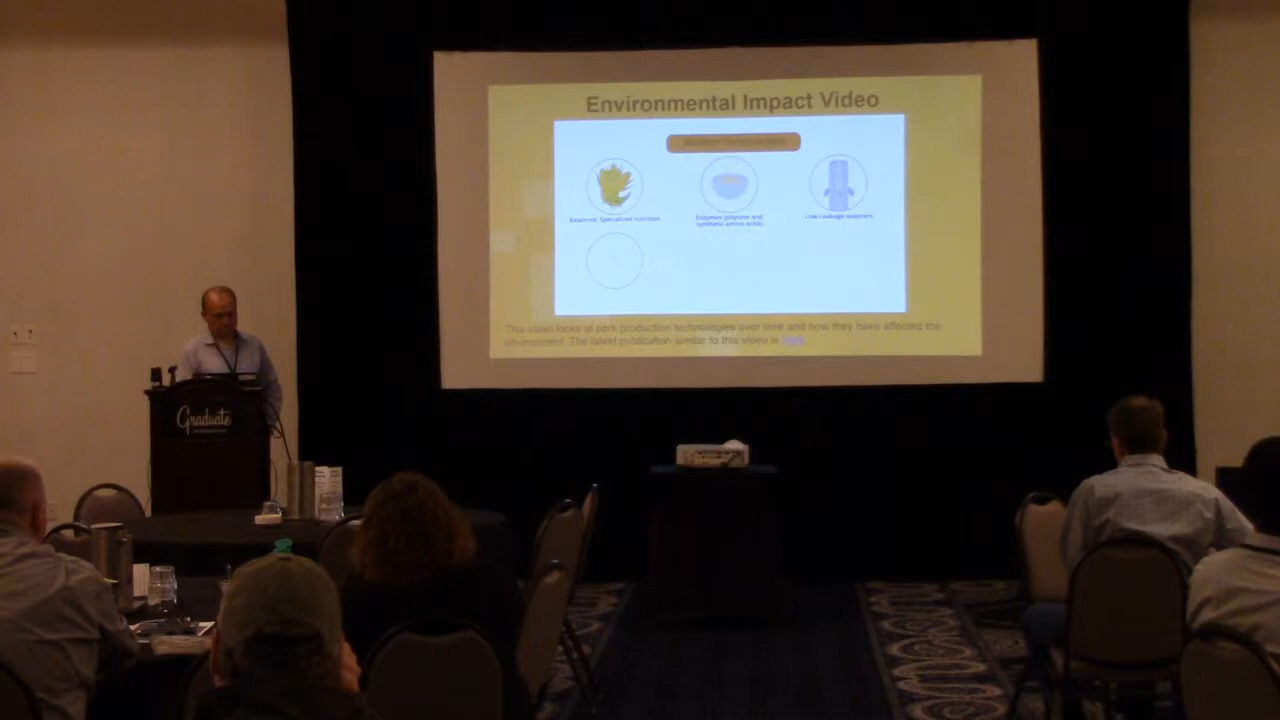 Environmental Impact Video
Balanced, Specialized nutrition
Enzymes (phytase and
synthetic amino acids)
Low-Leakage waterers
This video looks at pork production technologies over time and how they have affected the
environment. The latest publication similar to this video is here
Graduate